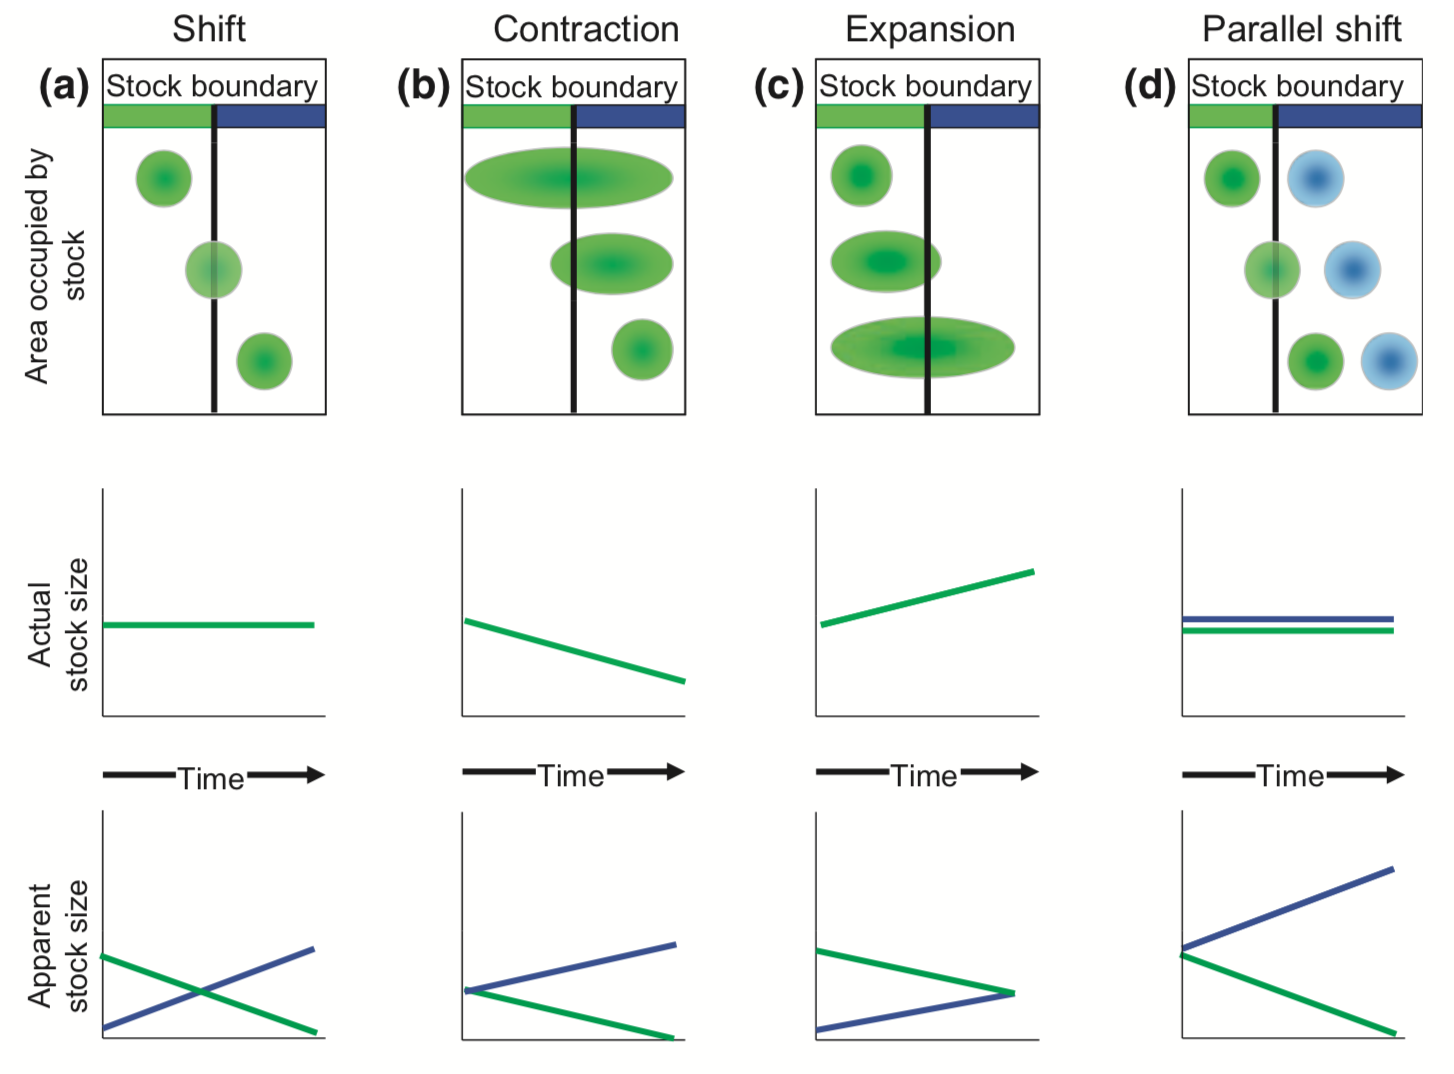 Shift
Contraction
Expansion
Parallel shift
(a)
Stock boundary
(b)
Stock boundary
(c)
Stock boundary
(d)
Stock boundary
Area occupied by
stock
Actual
stock size
Time
Time
Time
Time
Apparent
stock size